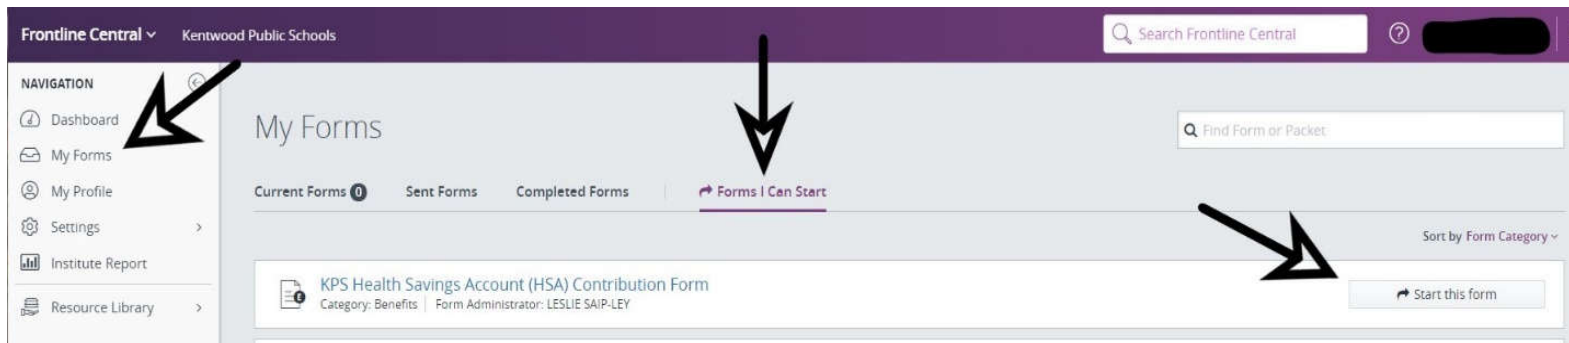 Frontline Central
Kentwood Public Schools
Search Frontline Central
NAVIGATION
Dashboard
My Forms
My Profile
Settings
Institute Report
Resource Library
My Forms
Find Form or Packet
Current Forms 0
Sent Forms
Completed Forms
Forms I Can Start
Sort by Form Category
KPS Health Savings Account (HSA) Contribution Form
Category: Benefits | Form Administrator: LESLIE SAIP-LEY
Start this form